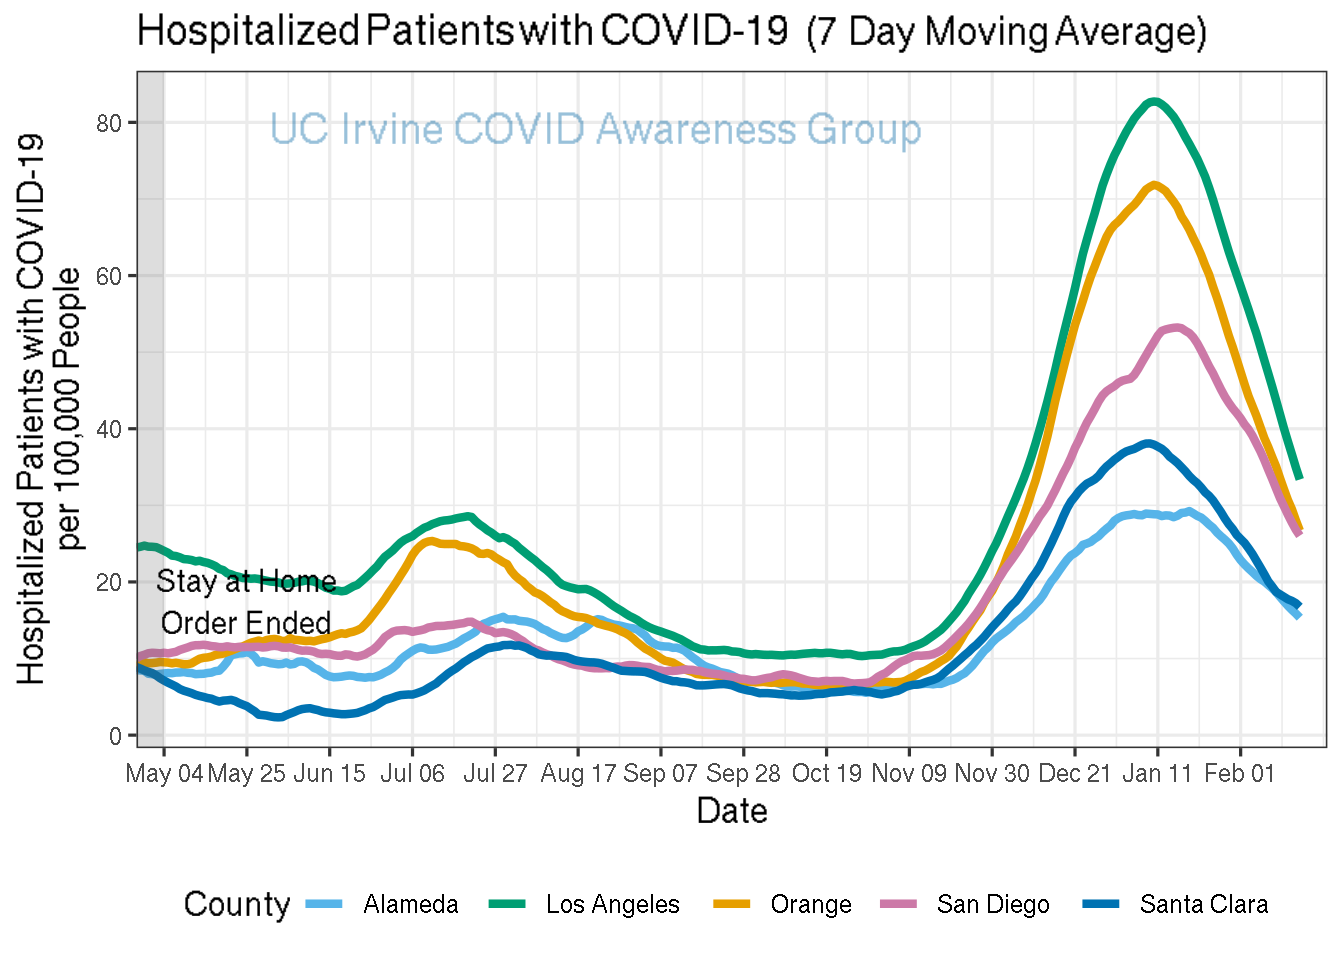 Hospitalized Patients with COVID-19 (7 Day Moving Average)
UC Irvine COVID Awareness Group
Hospitalized Patients with COVID-19
per 100,000 People
80
60
40
20
0
Stay at Home
Order Ended
May 04 May 25 Jun 15 Jul 06 Jul 27 Aug 17 Sep 07 Sep 28 Oct 19 Nov 09 Nov 30 Dec 21 Jan 11 Feb 01
Date
County Alameda Los Angeles Orange San Diego Santa Clara